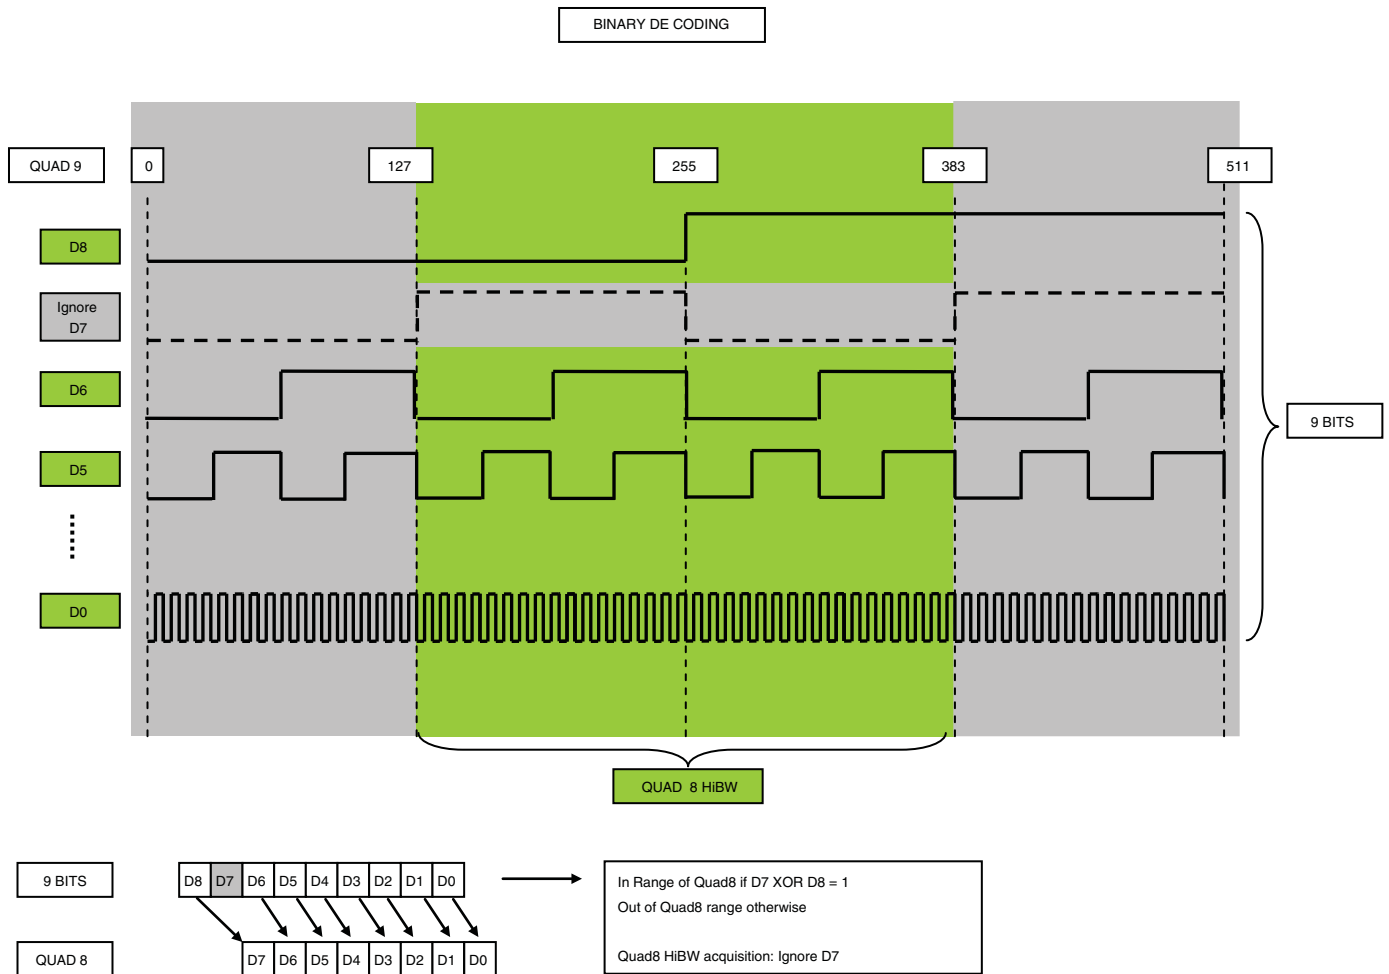 BINARY DE CODING
QUAD 9
0
127
255
383
511
D8
Ignore
D7
D6
D5
D0
9 BITS
QUAD 8 HiBW
9 BITS
D8 D7 D6 D5 D4 D3 D2 D1 D0
In Range of Quad8 if D7 XOR D8 = 1
Out of Quad8 range otherwise
Quad8 HiBW acquisition: Ignore D7
QUAD 8
D7 D6 D5 D4 D3 D2 D1 D0